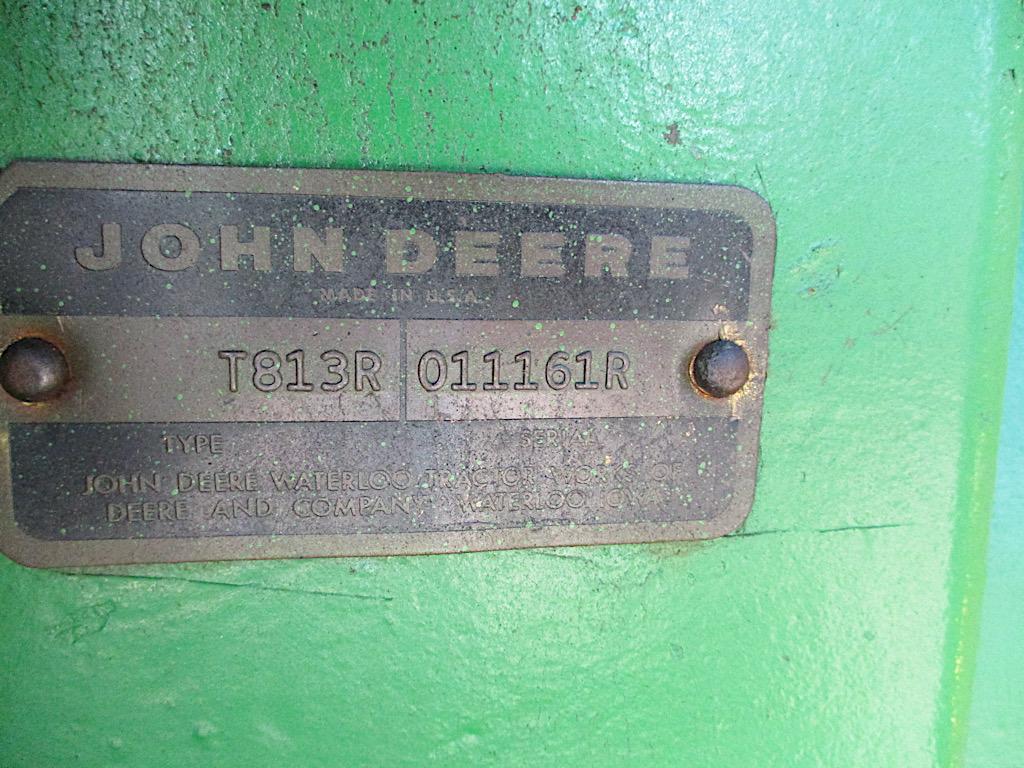 JOHN DEERE
MADE IN U.S.A.
T813R 011161R
TYPE SERIAL
JOHN DEERE WATERLOO TRACTOR WORKS OF
DEERE AND COMPANY WATERLOO IOWA